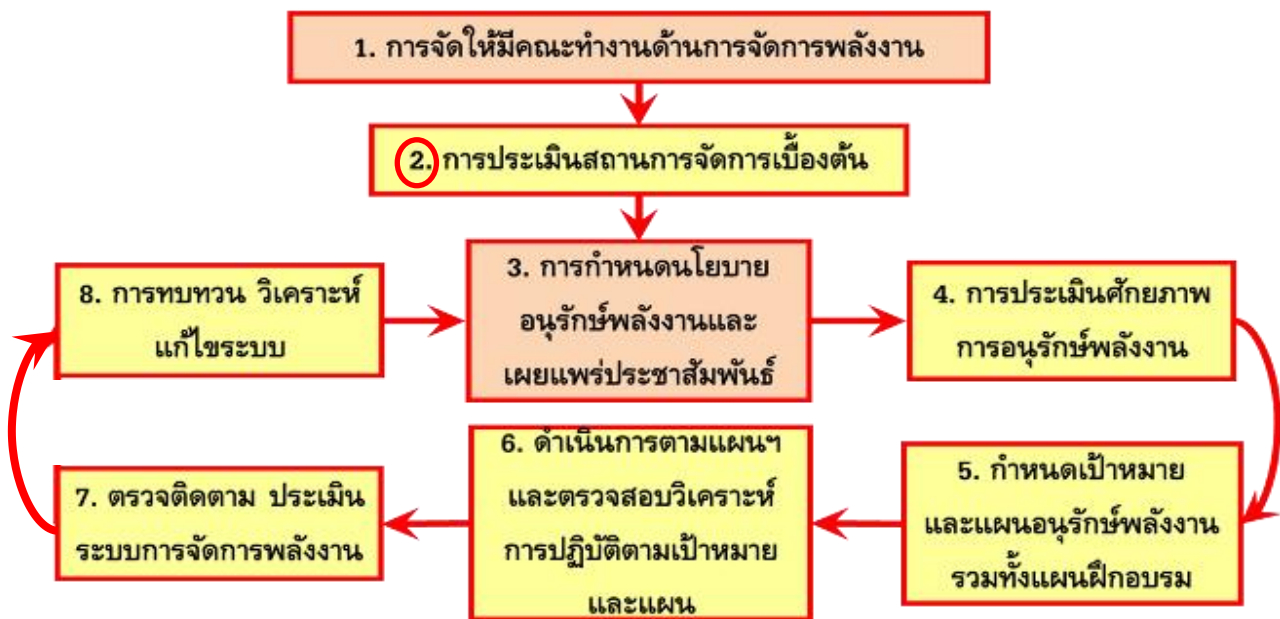 1. การจัดให้มีคณะทำงานด้านการจัดการพลังงาน
2. การประเมินสถานการจัดการเบื้องต้น
3. การกำหนดนโยบาย
อนุรักษ์พลังงานและ
เผยแพร่ประชาสัมพันธ์
4. การประเมินศักยภาพ
การอนุรักษ์พลังงาน
5. กำหนดเป้าหมาย
และแผนอนุรักษ์พลังงาน
รวมทั้งแผนฝึกอบรม
6. ดำเนินการตามแผนฯ
และตรวจสอบวิเคราะห์
การปฏิบัติตามเป้าหมาย
และแผน
7. ตรวจติดตาม ประเมิน
ระบบการจัดการพลังงาน
8. การทบทวน วิเคราะห์
แก้ไขระบบ